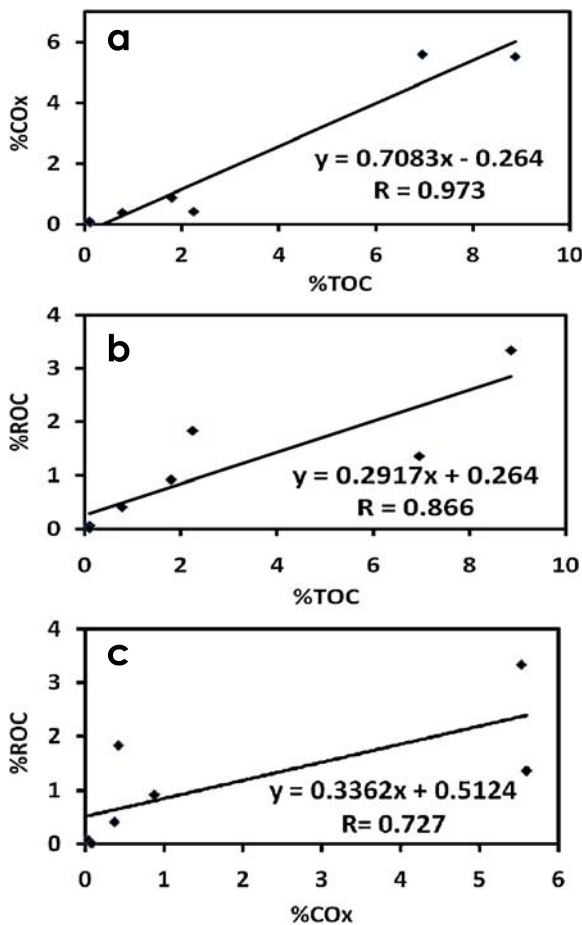 a
6
4
2
0
%COx
y = 0.7083x - 0.264
R = 0.973
0 2 4 6 8 10
%TOC
b
4
3
2
1
0
%ROC
y = 0.2917x + 0.264
R = 0.866
0 2 4 6 8 10
%TOC
c
4
3
2
1
0
%ROC
y = 0.3362x + 0.5124
R= 0.727
0 1 2 3 4 5 6
%COx